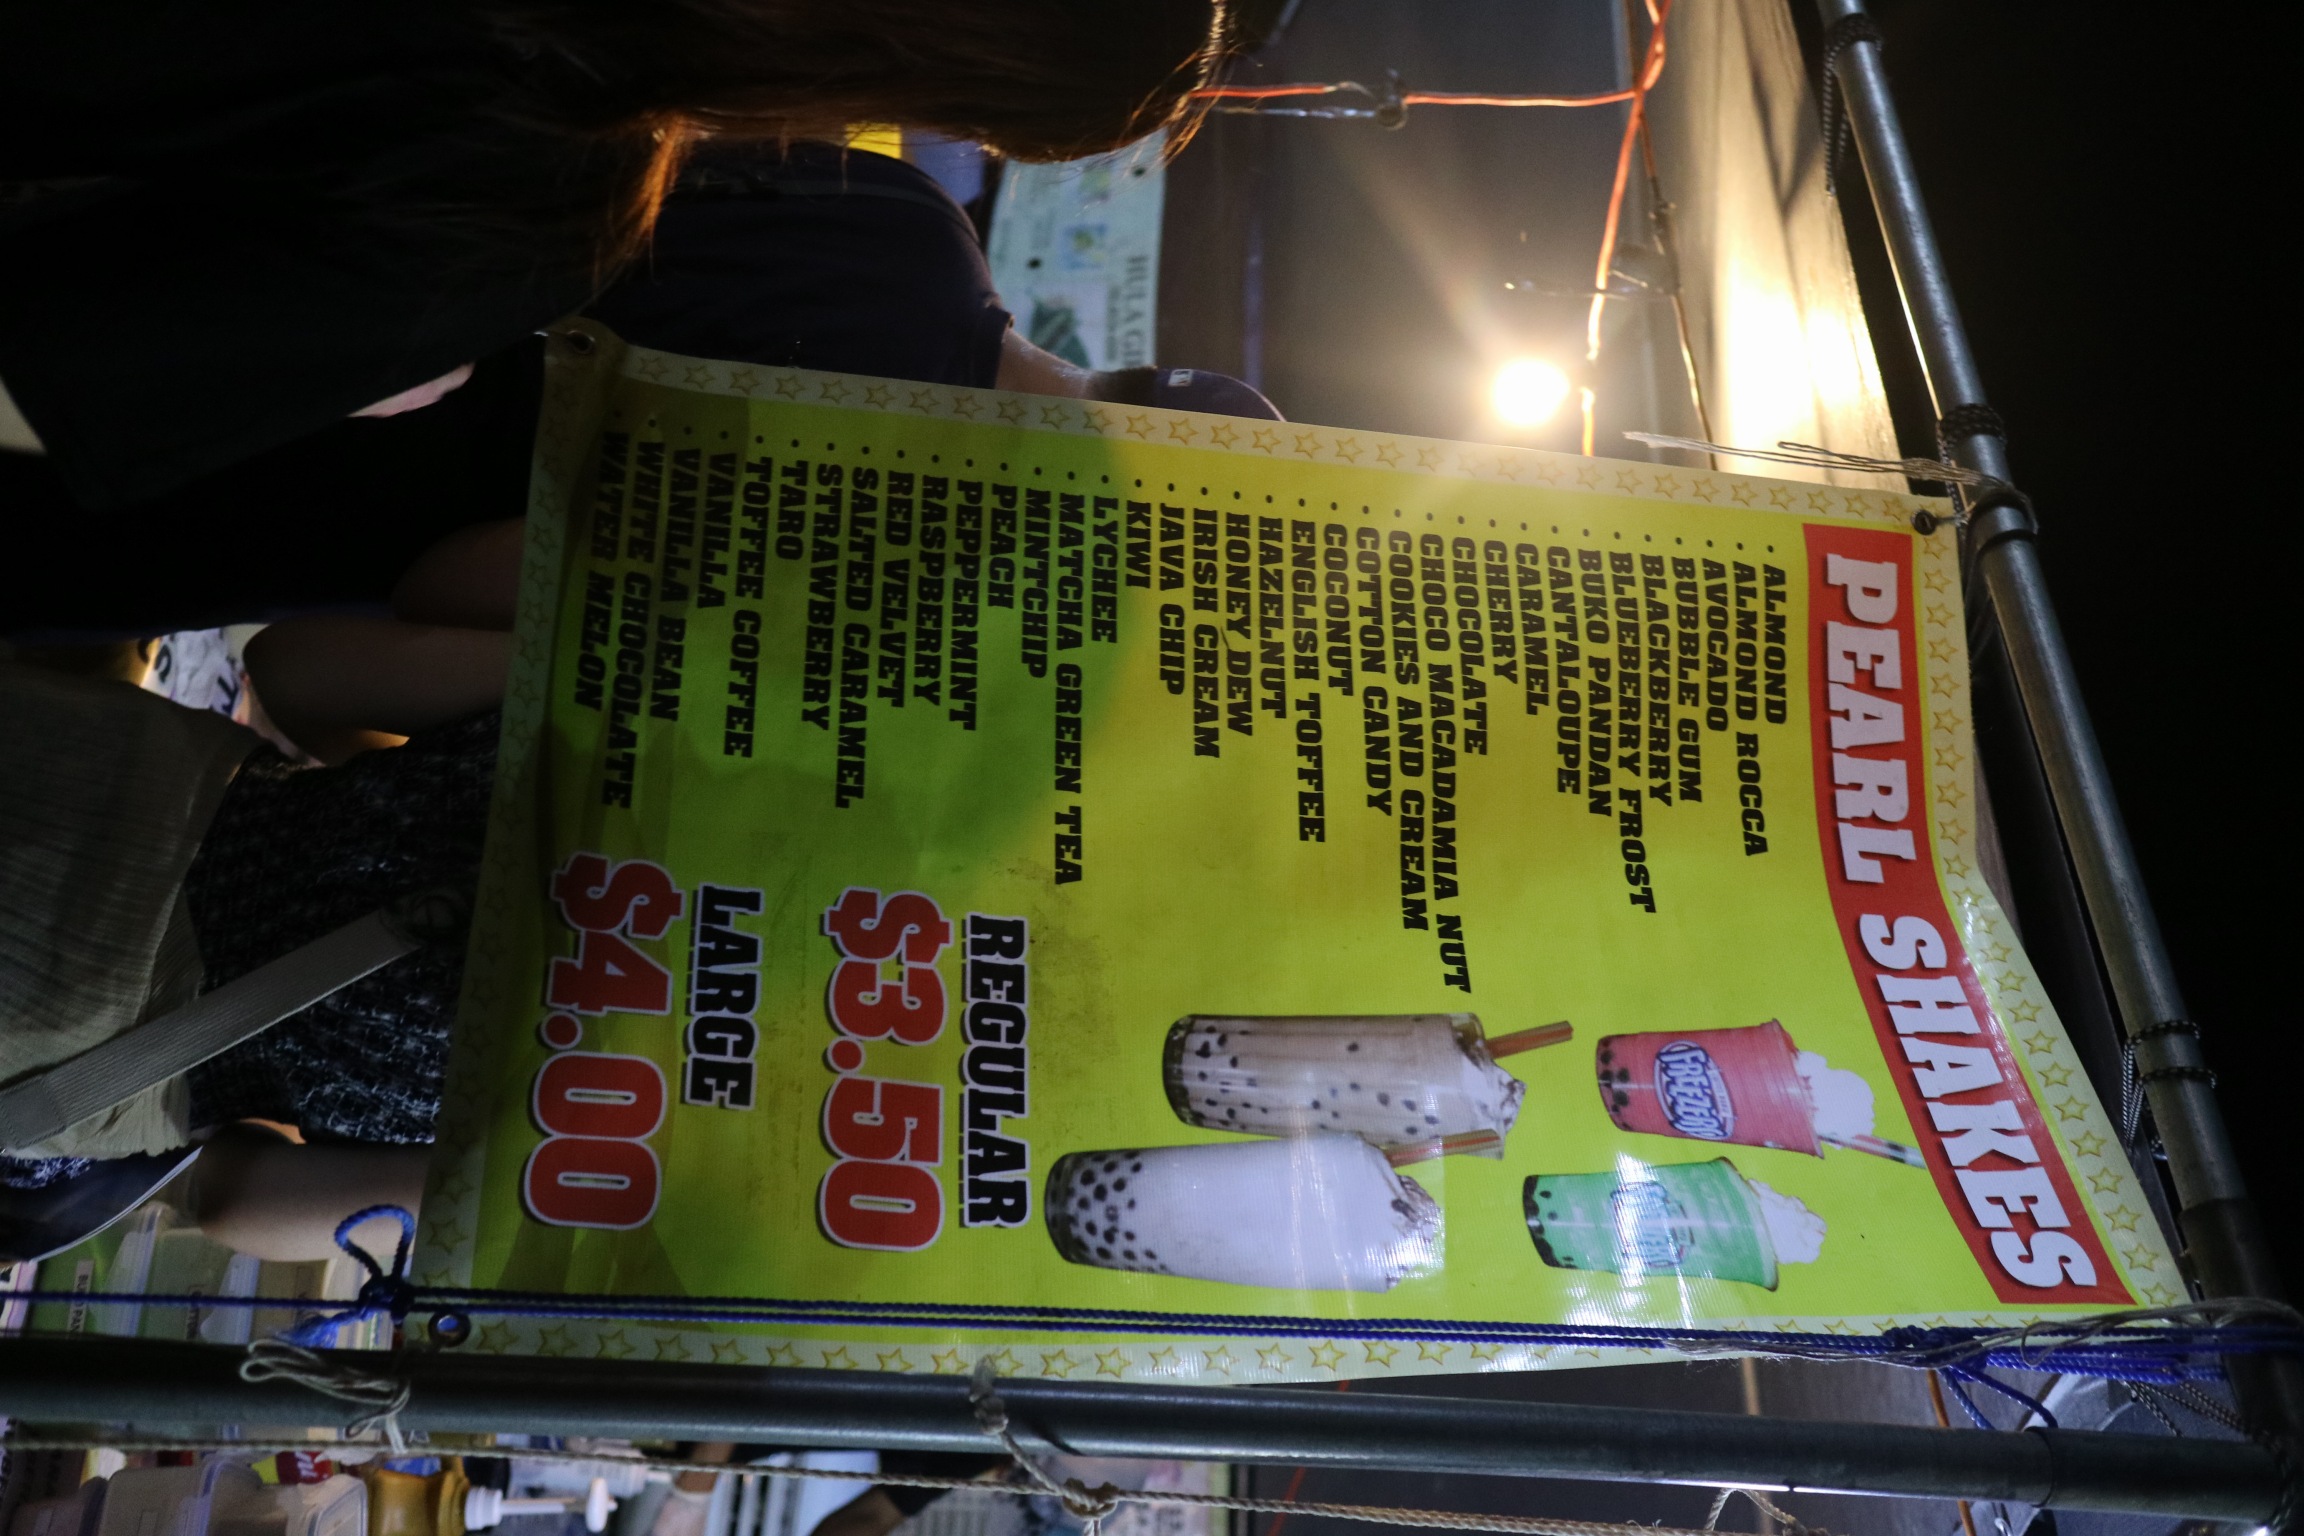 PEARL SHAKES
• ALMOND
• ALMOND ROCCA
• AVOCADO
• BUBBLE GUM
• BLACKBERRY
• BLUEBERRY FROST
• BUKO PANDAN
• CANTALOUPE
• CARAMEL
• CHERRY
• CHOCOLATE
• CHOCO MACADAMIA NUT
• COOKIES AND CREAM
• COTTON CANDY
• COCONUT
• ENGLISH TOFFEE
• HAZELNUT
• HONEY DEW
• IRISH CREAM
• JAVA CHIP
• KIWI
• LYCHEE
• MATCHA GREEN TEA
• MINTCHIP
• PEACH
• PEPPERMINT
• RASPBERRY
• RED VELVET
• SALTED CARAMEL
• STRAWBERRY
• TARO
• TOFFEE COFFEE
• VANILLA
• VANILLA BEAN
• WHITE CHOCOLATE
• WATER MELON
REGULAR
$3.50
LARGE
$4.00
HULA